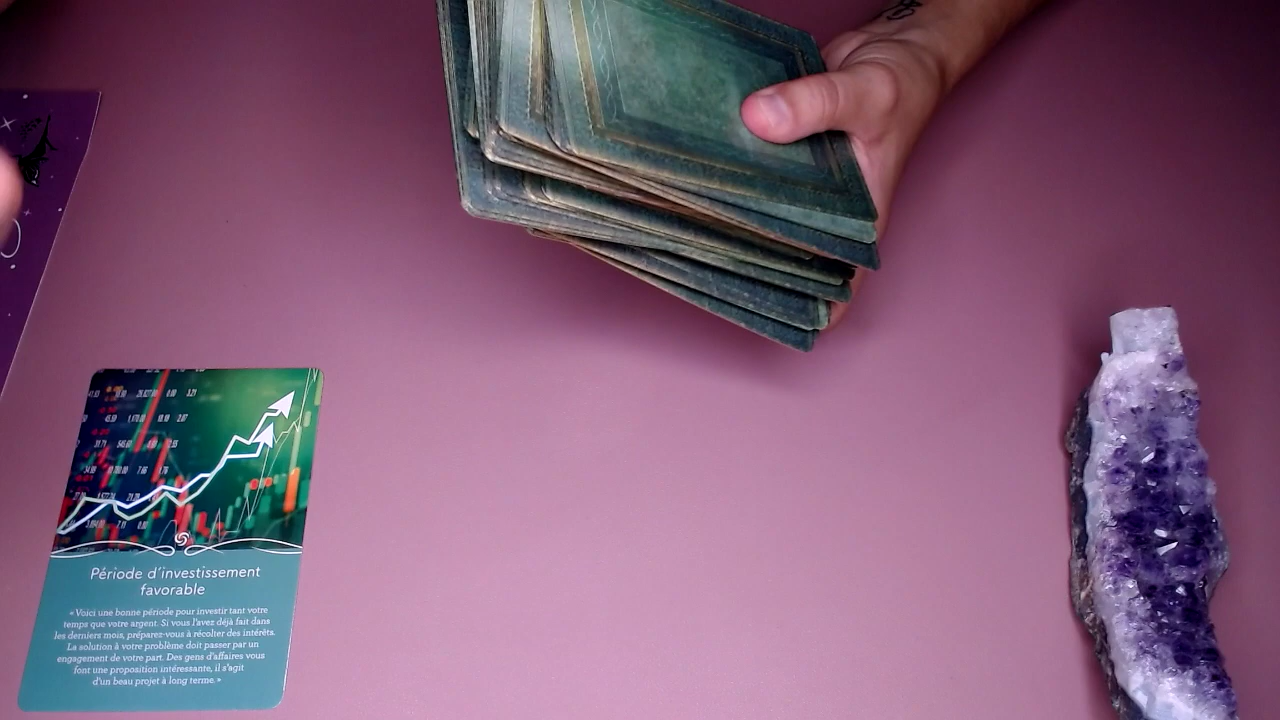 Période d'investissement
favorable
« Voici une bonne période pour investir tant votre
temps que votre argent. Si vous l'avez déjà fait dans
les derniers mois, préparez-vous à récolter des intérêts.
La solution à votre problème doit passer par un
engagement de votre part. Des gens d'affaires vous
font une proposition intéressante, il s'agit
d'un beau projet à long terme. »